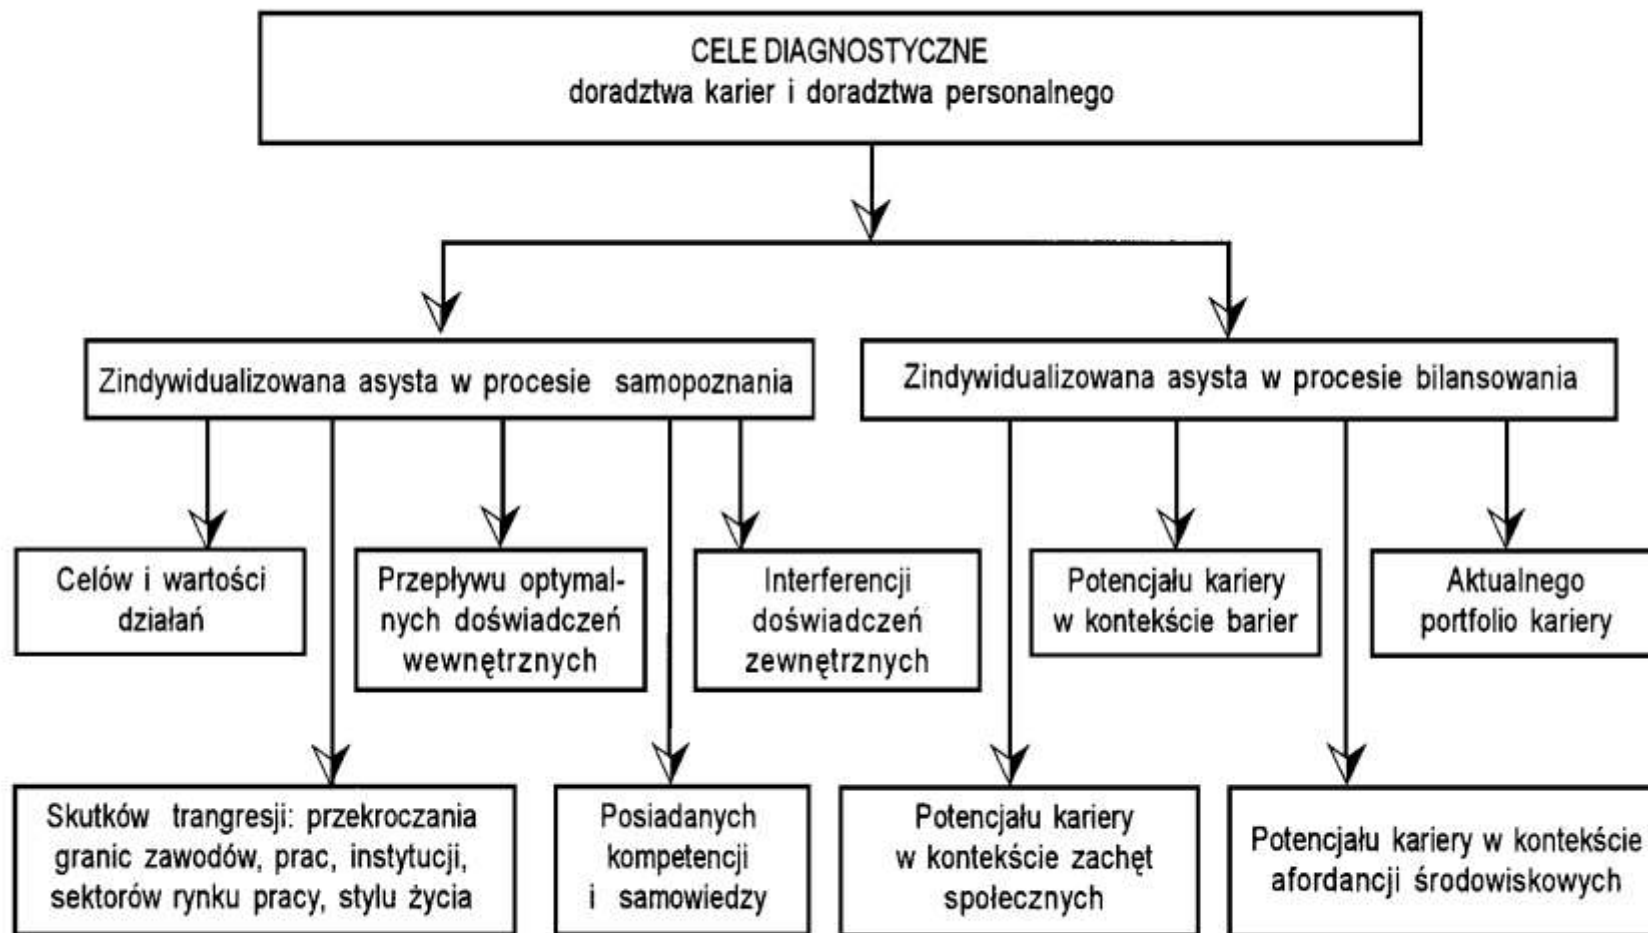 CELE DIAGNOSTYCZNE
doradztwa karier i doradztwa personalnego
Zindywidualizowana asysta w procesie samopoznania
Zindywidualizowana asysta w procesie bilansowania
Celów i wartości
działań
Przepływu optymal-
nych doświadczeń
wewnętrznych
Interferencji
doświadczeń
zewnętrznych
Potencjału kariery
w kontekście barier
Aktualnego
portfolio kariery
Skutków trangresji: przekroczania
granic zawodów, prac, instytucji,
sektorów rynku pracy, stylu życia
Posiadanych
kompetencji
i samowiedzy
Potencjału kariery
w kontekście zachęt
społecznych
Potencjału kariery w kontekście
afordancji środowiskowych